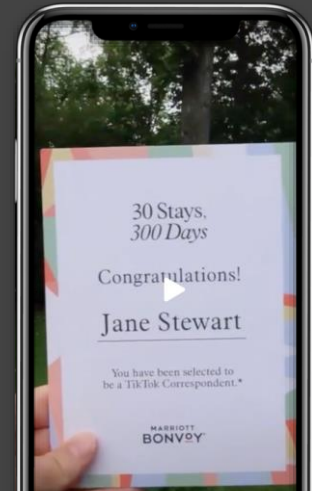 30 Stays,
300 Days
Congratulations!
Jane Stewart
You have been selected to
be a TikTok Correspondent.*
MARRIOTT
BONVOY